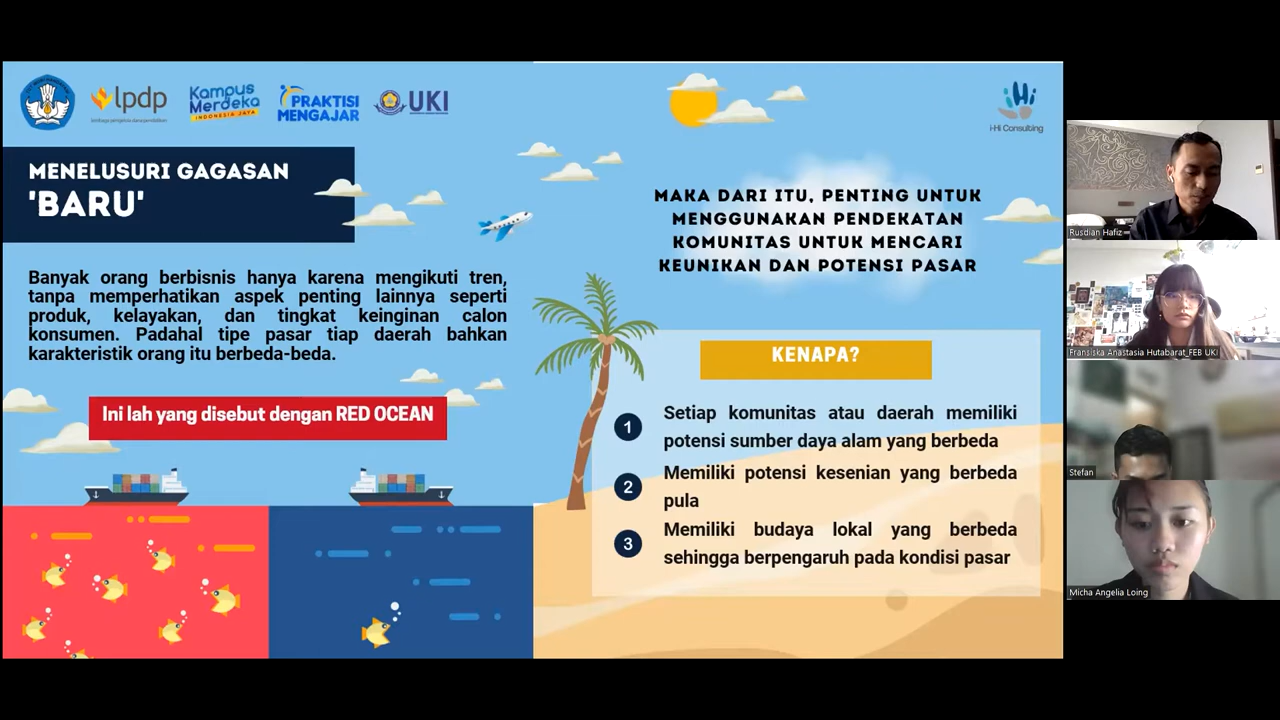 lpdp
Kampus
Merdeka
INDONESIA JAYA
PRAKTISI
MENGAJAR
UKI
i-Hi Consulting
MENELUSURI GAGASAN
'BARU'
Banyak orang berbisnis hanya karena mengikuti tren,
tanpa memperhatikan aspek penting lainnya seperti
produk, kelayakan, dan tingkat keinginan calon
konsumen. Padahal tipe pasar tiap daerah bahkan
karakteristik orang itu berbeda-beda.
Ini lah yang disebut dengan RED OCEAN
MAKA DARI ITU, PENTING UNTUK
MENGGUNAKAN PENDEKATAN
KOMUNITAS UNTUK MENCARI
KEUNIKAN DAN POTENSI PASAR
KENAPA?
1 Setiap komunitas atau daerah memiliki
potensi sumber daya alam yang berbeda
2 Memiliki potensi kesenian yang berbeda
pula
3 Memiliki budaya lokal yang berbeda
sehingga berpengaruh pada kondisi pasar
Rusdian Hafiz
Fransiska Anastasia Hutabarat_FEB UKI
Stefan
Micha Angelia Loing